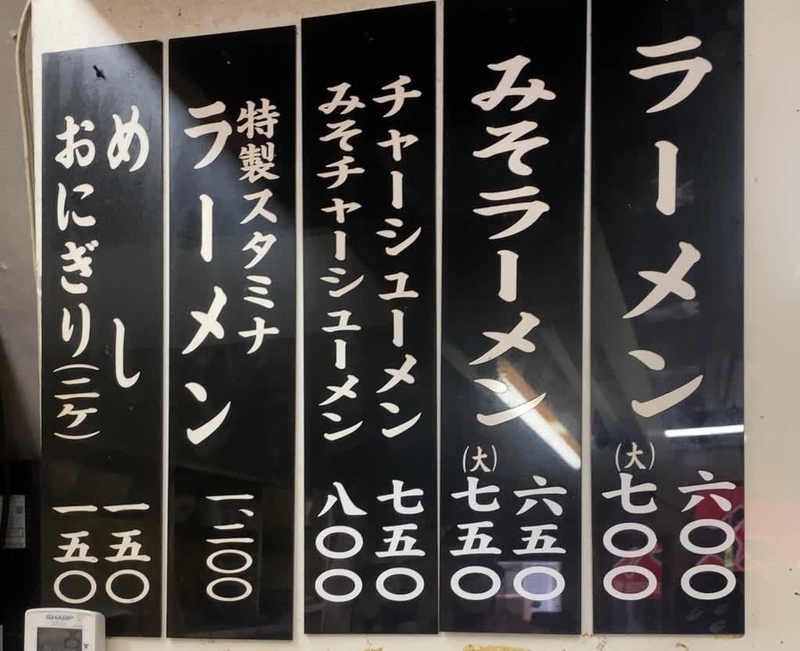 ラーメン
六〇〇
(大)七〇〇
みそラーメン
六五〇
(大)七五〇
チャーシューメン 七五〇
みそチャーシューメン 八〇〇
特製スタミナ
ラーメン
一、二〇〇
めし 一五〇
おにぎり(二ケ) 一五〇
SHARP